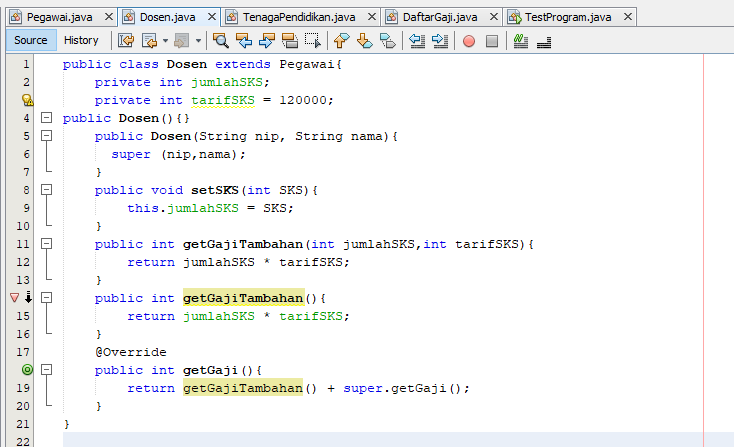 Pegawai.java Dosen.java TenagaPendidikan.java DaftarGaji.java TestProgram.java
Source History
1 public class Dosen extends Pegawai{
2 private int jumlahSKS;
private int tarifSKS = 120000;
4 public Dosen(){}
5 public Dosen(String nip, String nama){
6 super (nip,nama);
7 }
8 public void setSKS(int SKS){
9 this.jumlahSKS = SKS;
10 }
11 public int getGajiTambahan(int jumlahSKS,int tarifSKS){
12 return jumlahSKS * tarifSKS;
13 }
public int getGajiTambahan(){
15 return jumlahSKS * tarifSKS;
16 }
17 @Override
public int getGaji(){
19 return getGajiTambahan() + super.getGaji();
20 }
21 }
22